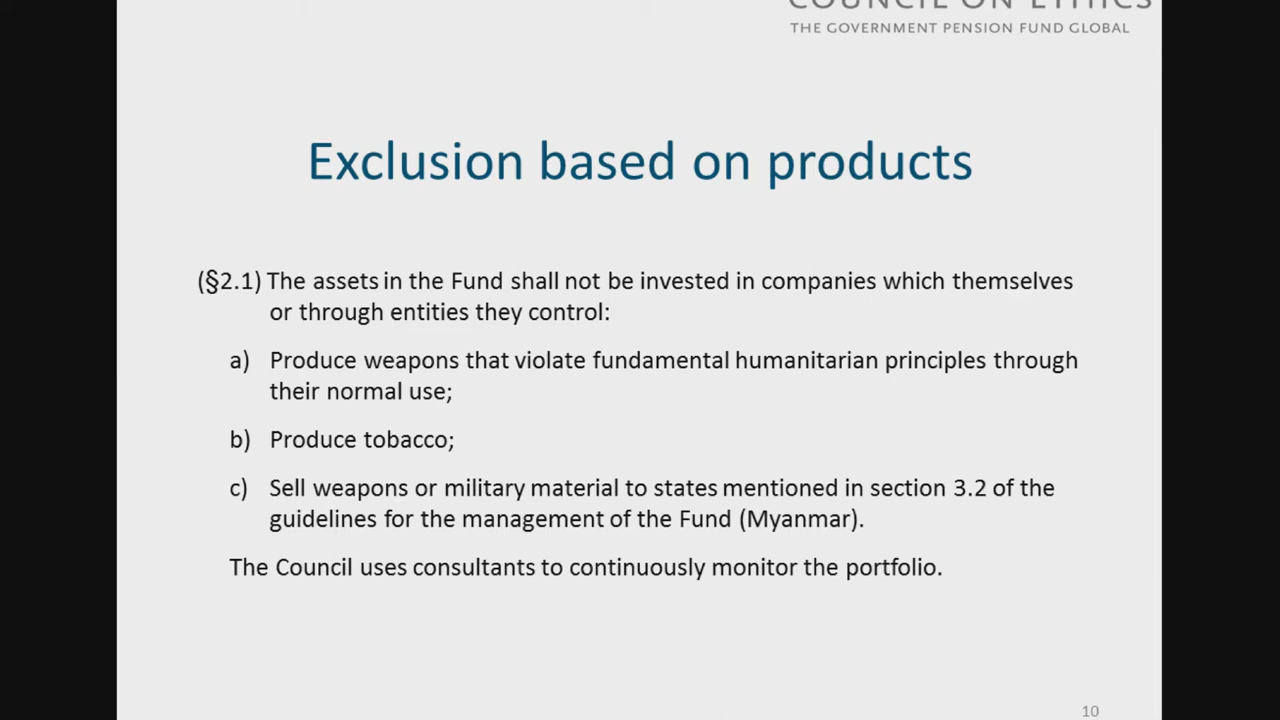 COUNCIL ON ETHICS
THE GOVERNMENT PENSION FUND GLOBAL
Exclusion based on products
(§2.1) The assets in the Fund shall not be invested in companies which themselves
or through entities they control:
a) Produce weapons that violate fundamental humanitarian principles through
their normal use;
b) Produce tobacco;
c) Sell weapons or military material to states mentioned in section 3.2 of the
guidelines for the management of the Fund (Myanmar).
The Council uses consultants to continuously monitor the portfolio.
10